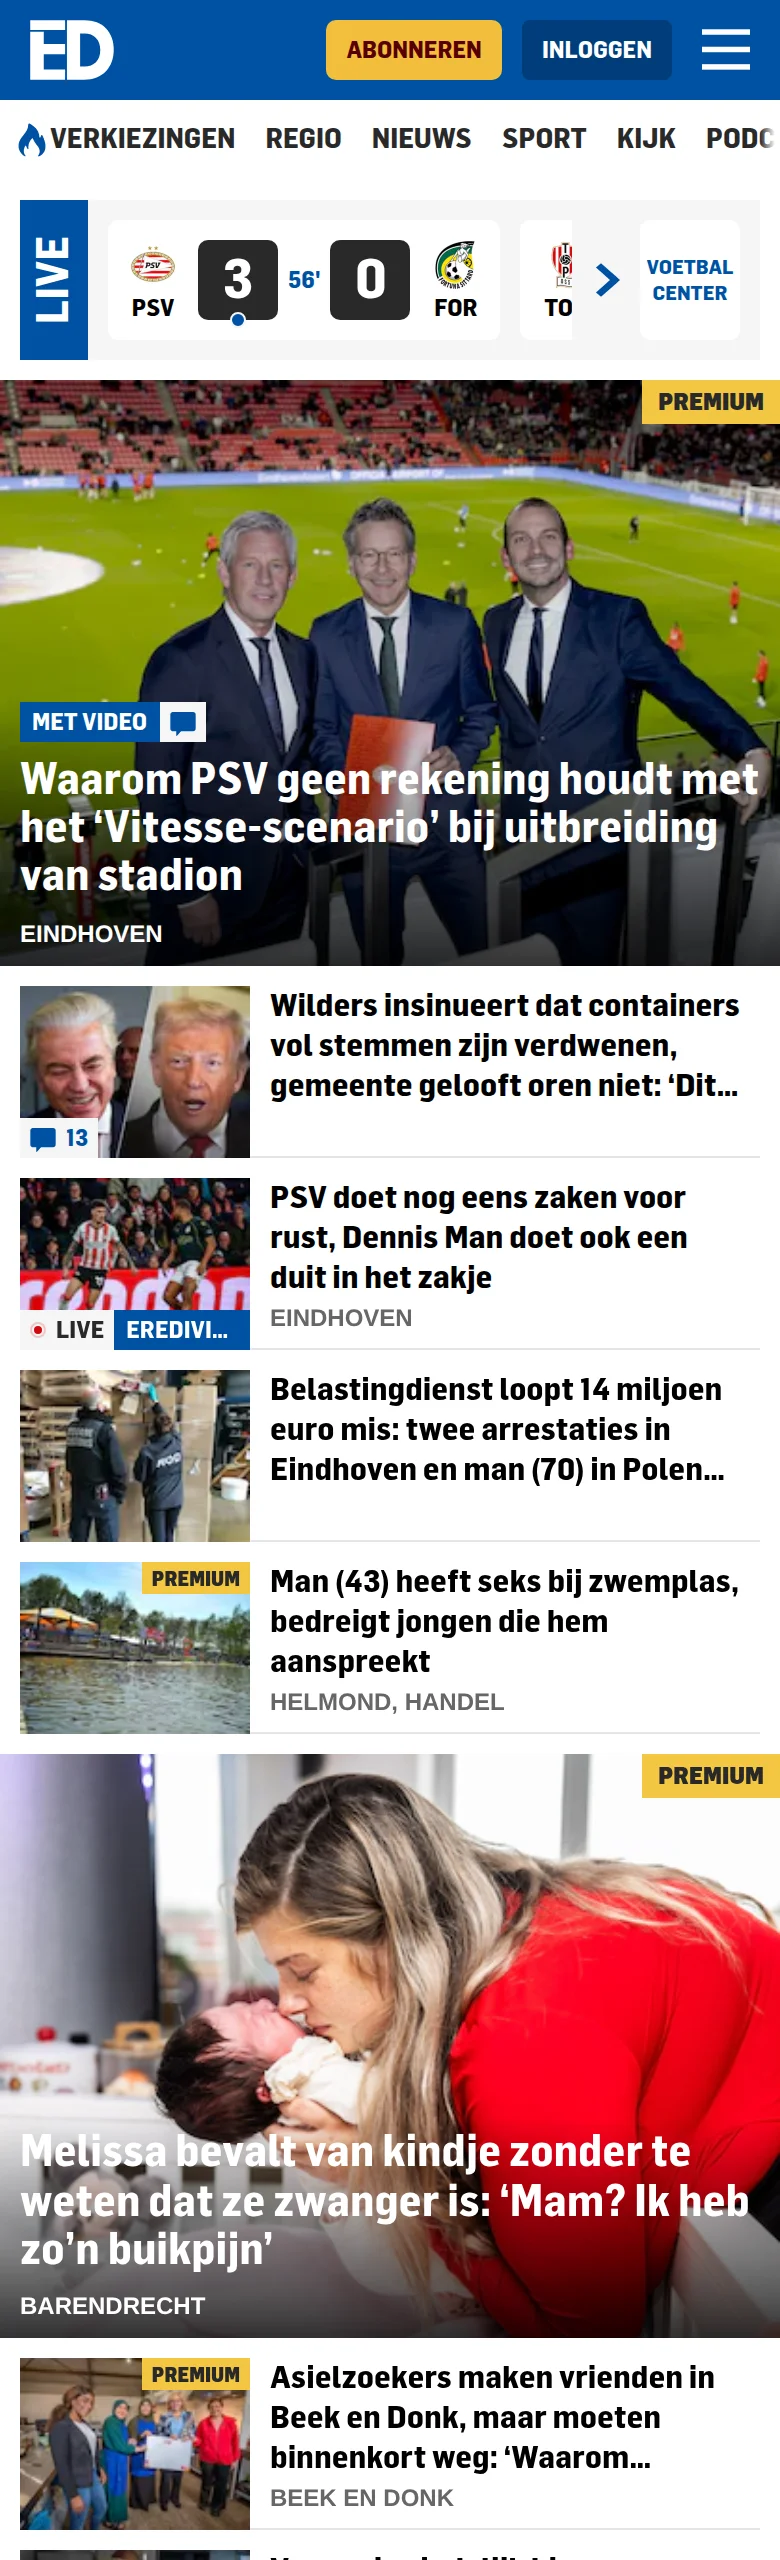 ED
ABONNEREN
INLOGGEN
VERKIEZINGEN REGIO NIEUWS SPORT KIJK PODC
LIVE
PSV
3
56'
0
FOR
TO
VOETBAL
CENTER
PREMIUM
MET VIDEO
Waarom PSV geen rekening houdt met
het ‘Vitesse-scenario’ bij uitbreiding
van stadion
EINDHOVEN
Wilders insinueert dat containers
vol stemmen zijn verdwenen,
gemeente gelooft oren niet: ‘Dit...
13
PSV doet nog eens zaken voor
rust, Dennis Man doet ook een
duit in het zakje
EINDHOVEN
LIVE
EREDIVI...
Belastingdienst loopt 14 miljoen
euro mis: twee arrestaties in
Eindhoven en man (70) in Polen...
PREMIUM
Man (43) heeft seks bij zwemplas,
bedreigt jongen die hem
aanspreekt
HELMOND, HANDEL
PREMIUM
Melissa bevalt van kindje zonder te
weten dat ze zwanger is: ‘Mam? Ik heb
zo’n buikpijn’
BARENDRECHT
PREMIUM
Asielzoekers maken vrienden in
Beek en Donk, maar moeten
binnenkort weg: ‘Waarom...
BEEK EN DONK